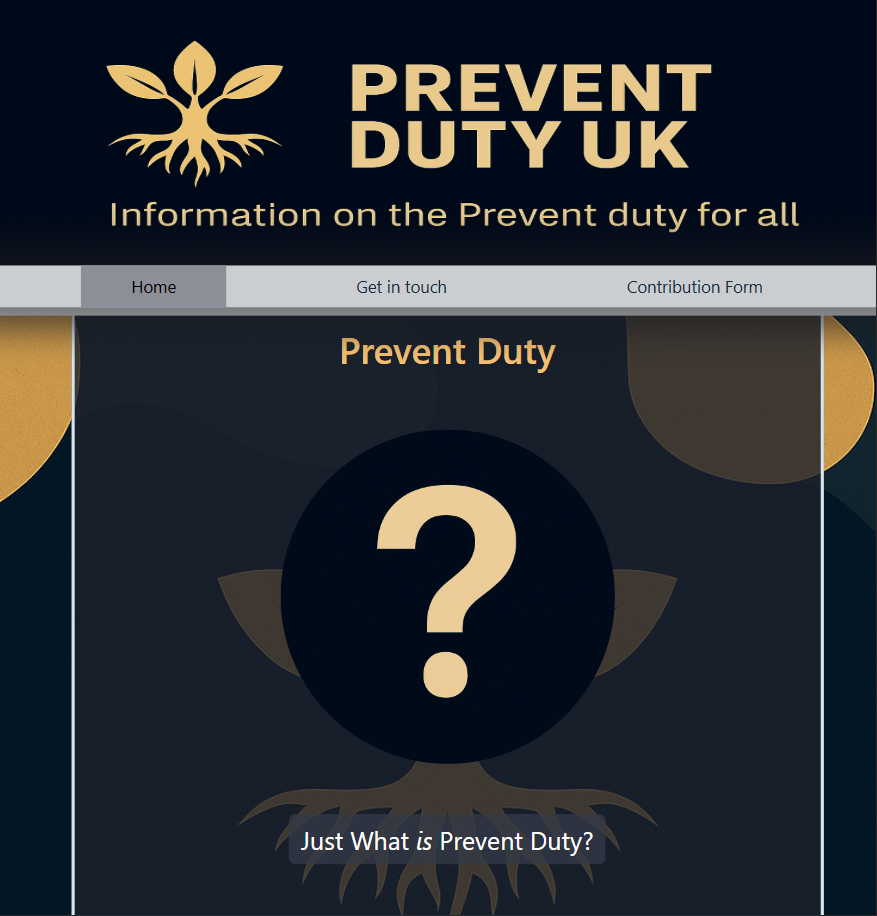 PREVENT
DUTY UK
Information on the Prevent duty for all
Home
Get in touch
Contribution Form
Prevent Duty
?
Just What is Prevent Duty?